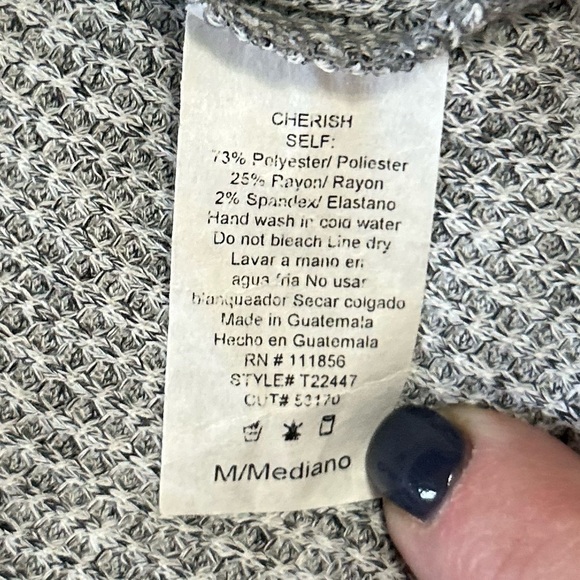 CHERISH
SELF:
73% Polyester/ Poliester
25% Rayon/ Rayon
2% Spandex/ Elastano
Hand wash in cold water
Do not bleach Line dry
Lavar a mano en
agua fria No usar
blanqueador Secar colgado
Made in Guatemala
Hecho en Guatemala
RN # 111856
STYLE# T22447
CUT# 53170
M/Mediano